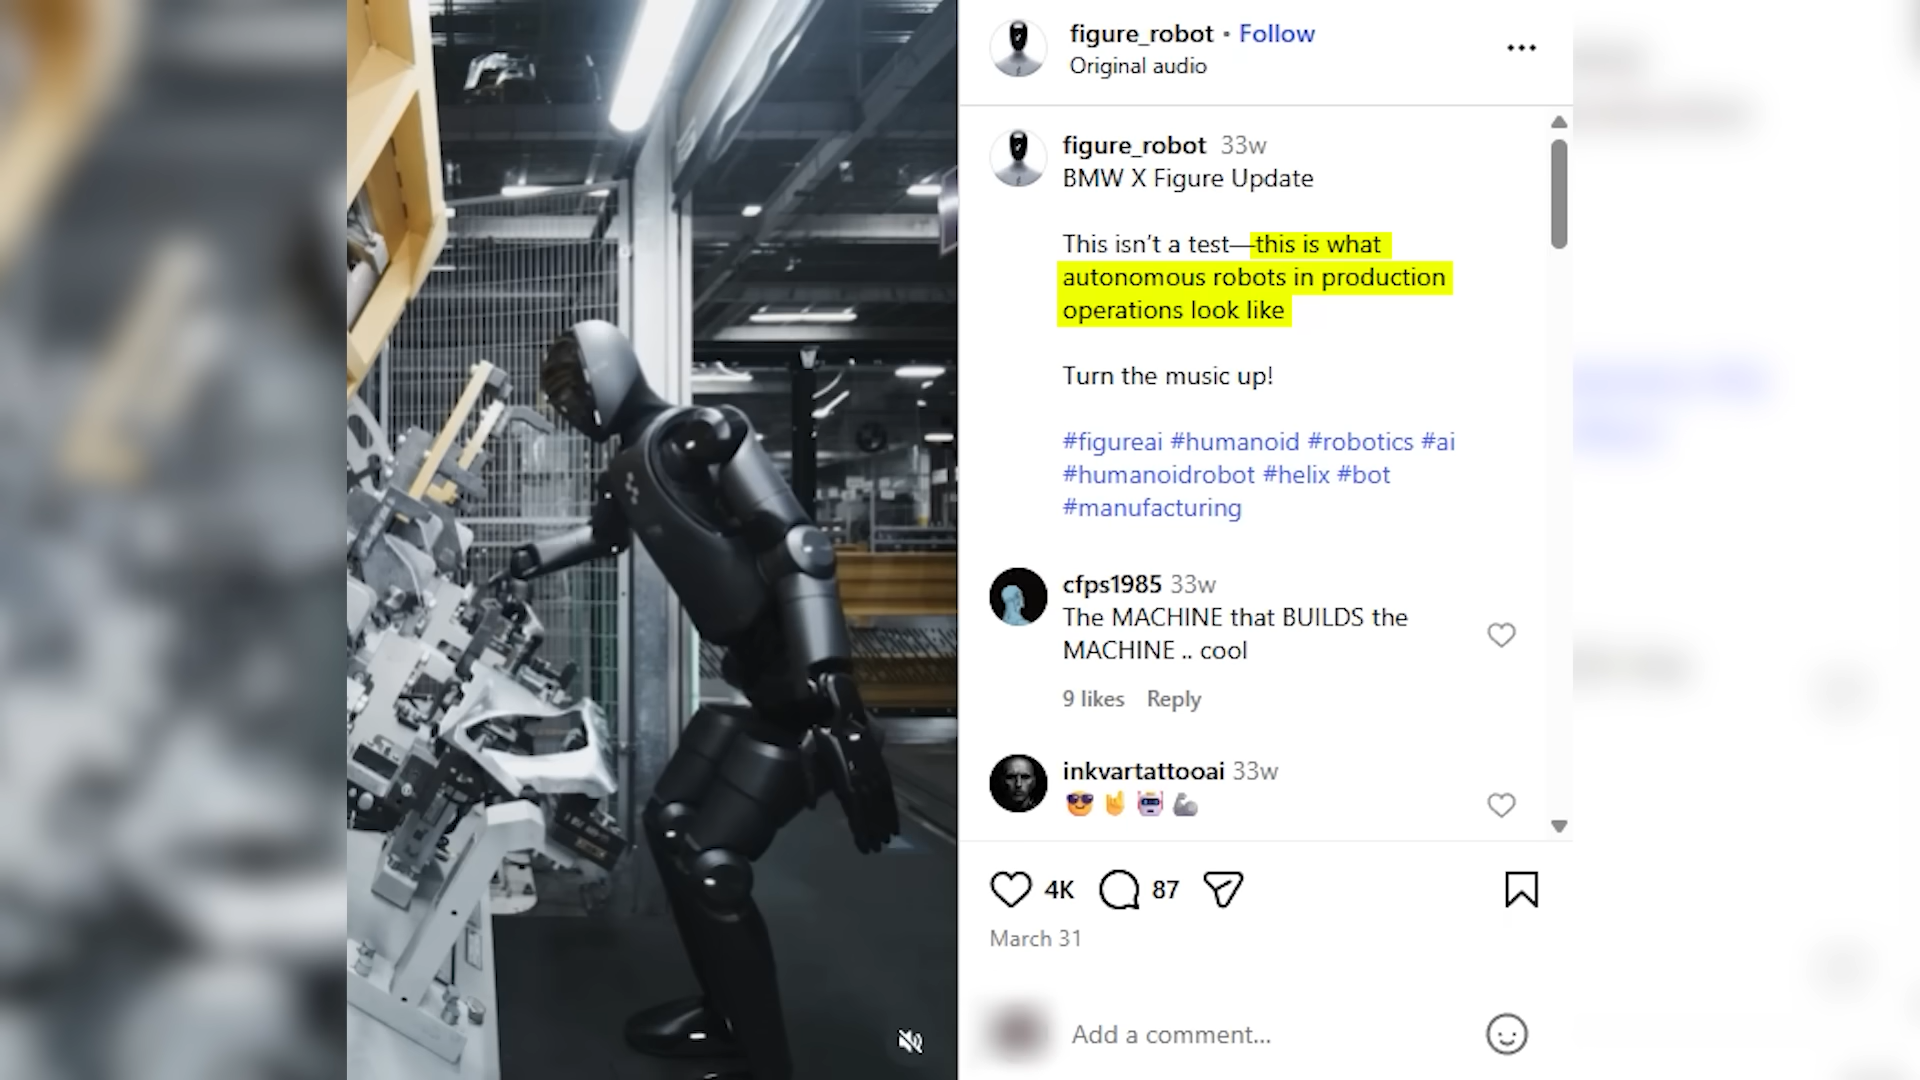 figure_robot • Follow
Original audio
figure_robot 33w
BMW X Figure Update
This isn't a test—this is what
autonomous robots in production
operations look like
Turn the music up!
#figureai #humanoid #robotics #ai
#humanoidrobot #helix #bot
#manufacturing
cfps1985 33w
The MACHINE that BUILDS the
MACHINE .. cool
9 likes Reply
inkvartattooai 33w
😎🤘🤖🦾
4K 87
March 31
Add a comment...